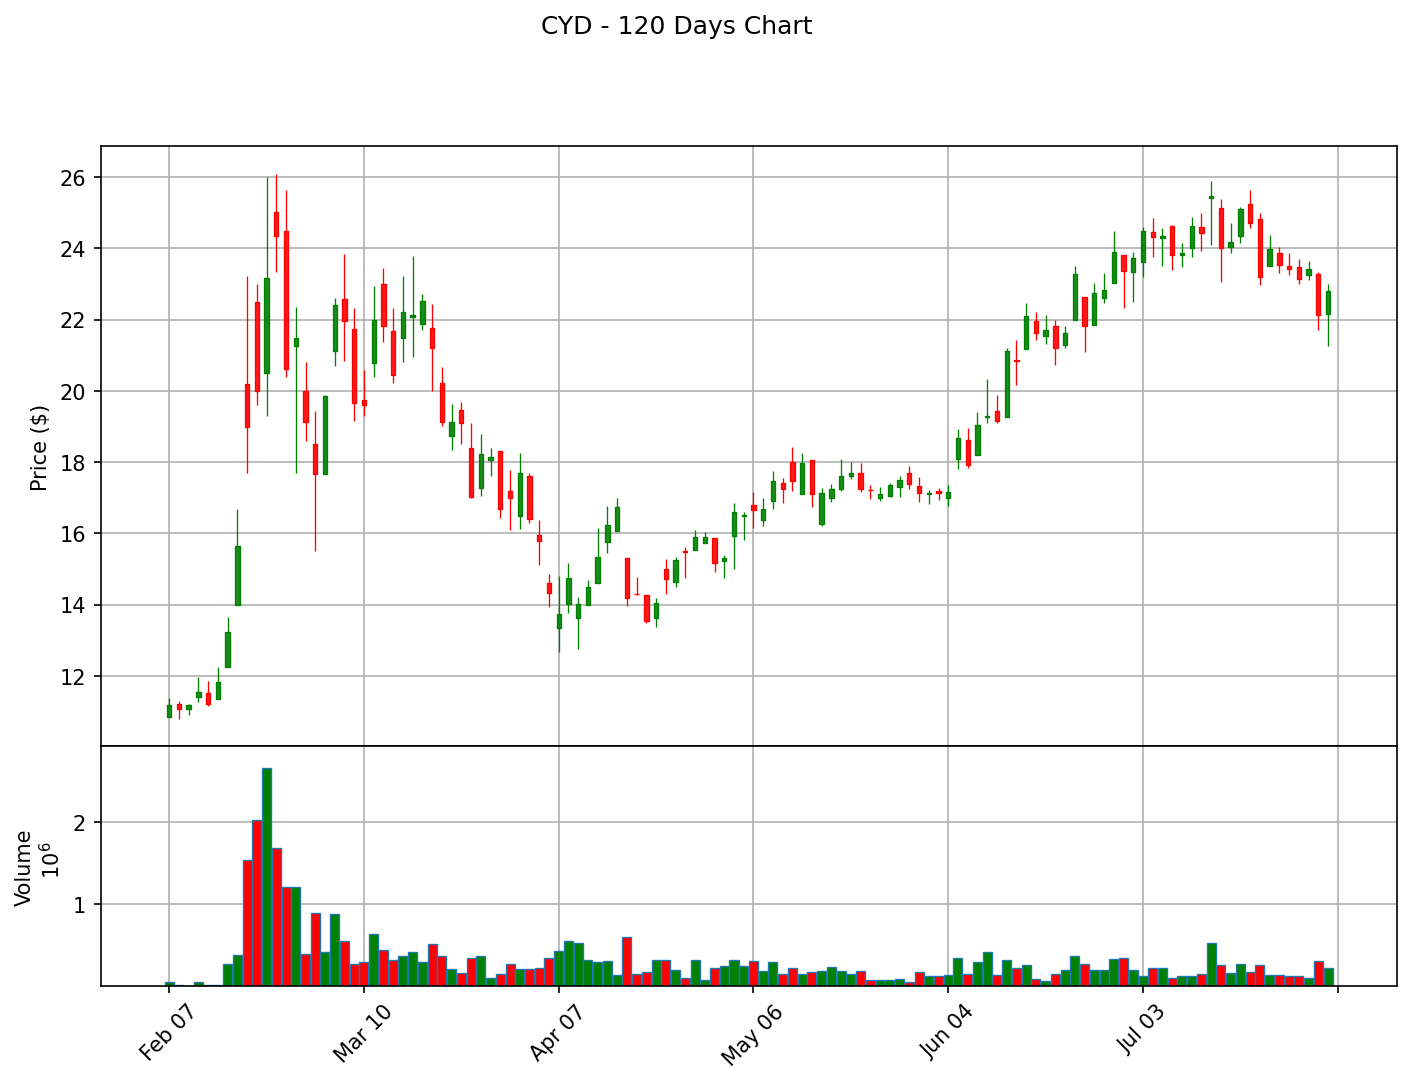 CYD - 120 Days Chart
Price ($)
26
24
22
20
18
16
14
12
Volume
10⁶
2
1
Feb 07
Mar 10
Apr 07
May 06
Jun 04
Jul 03